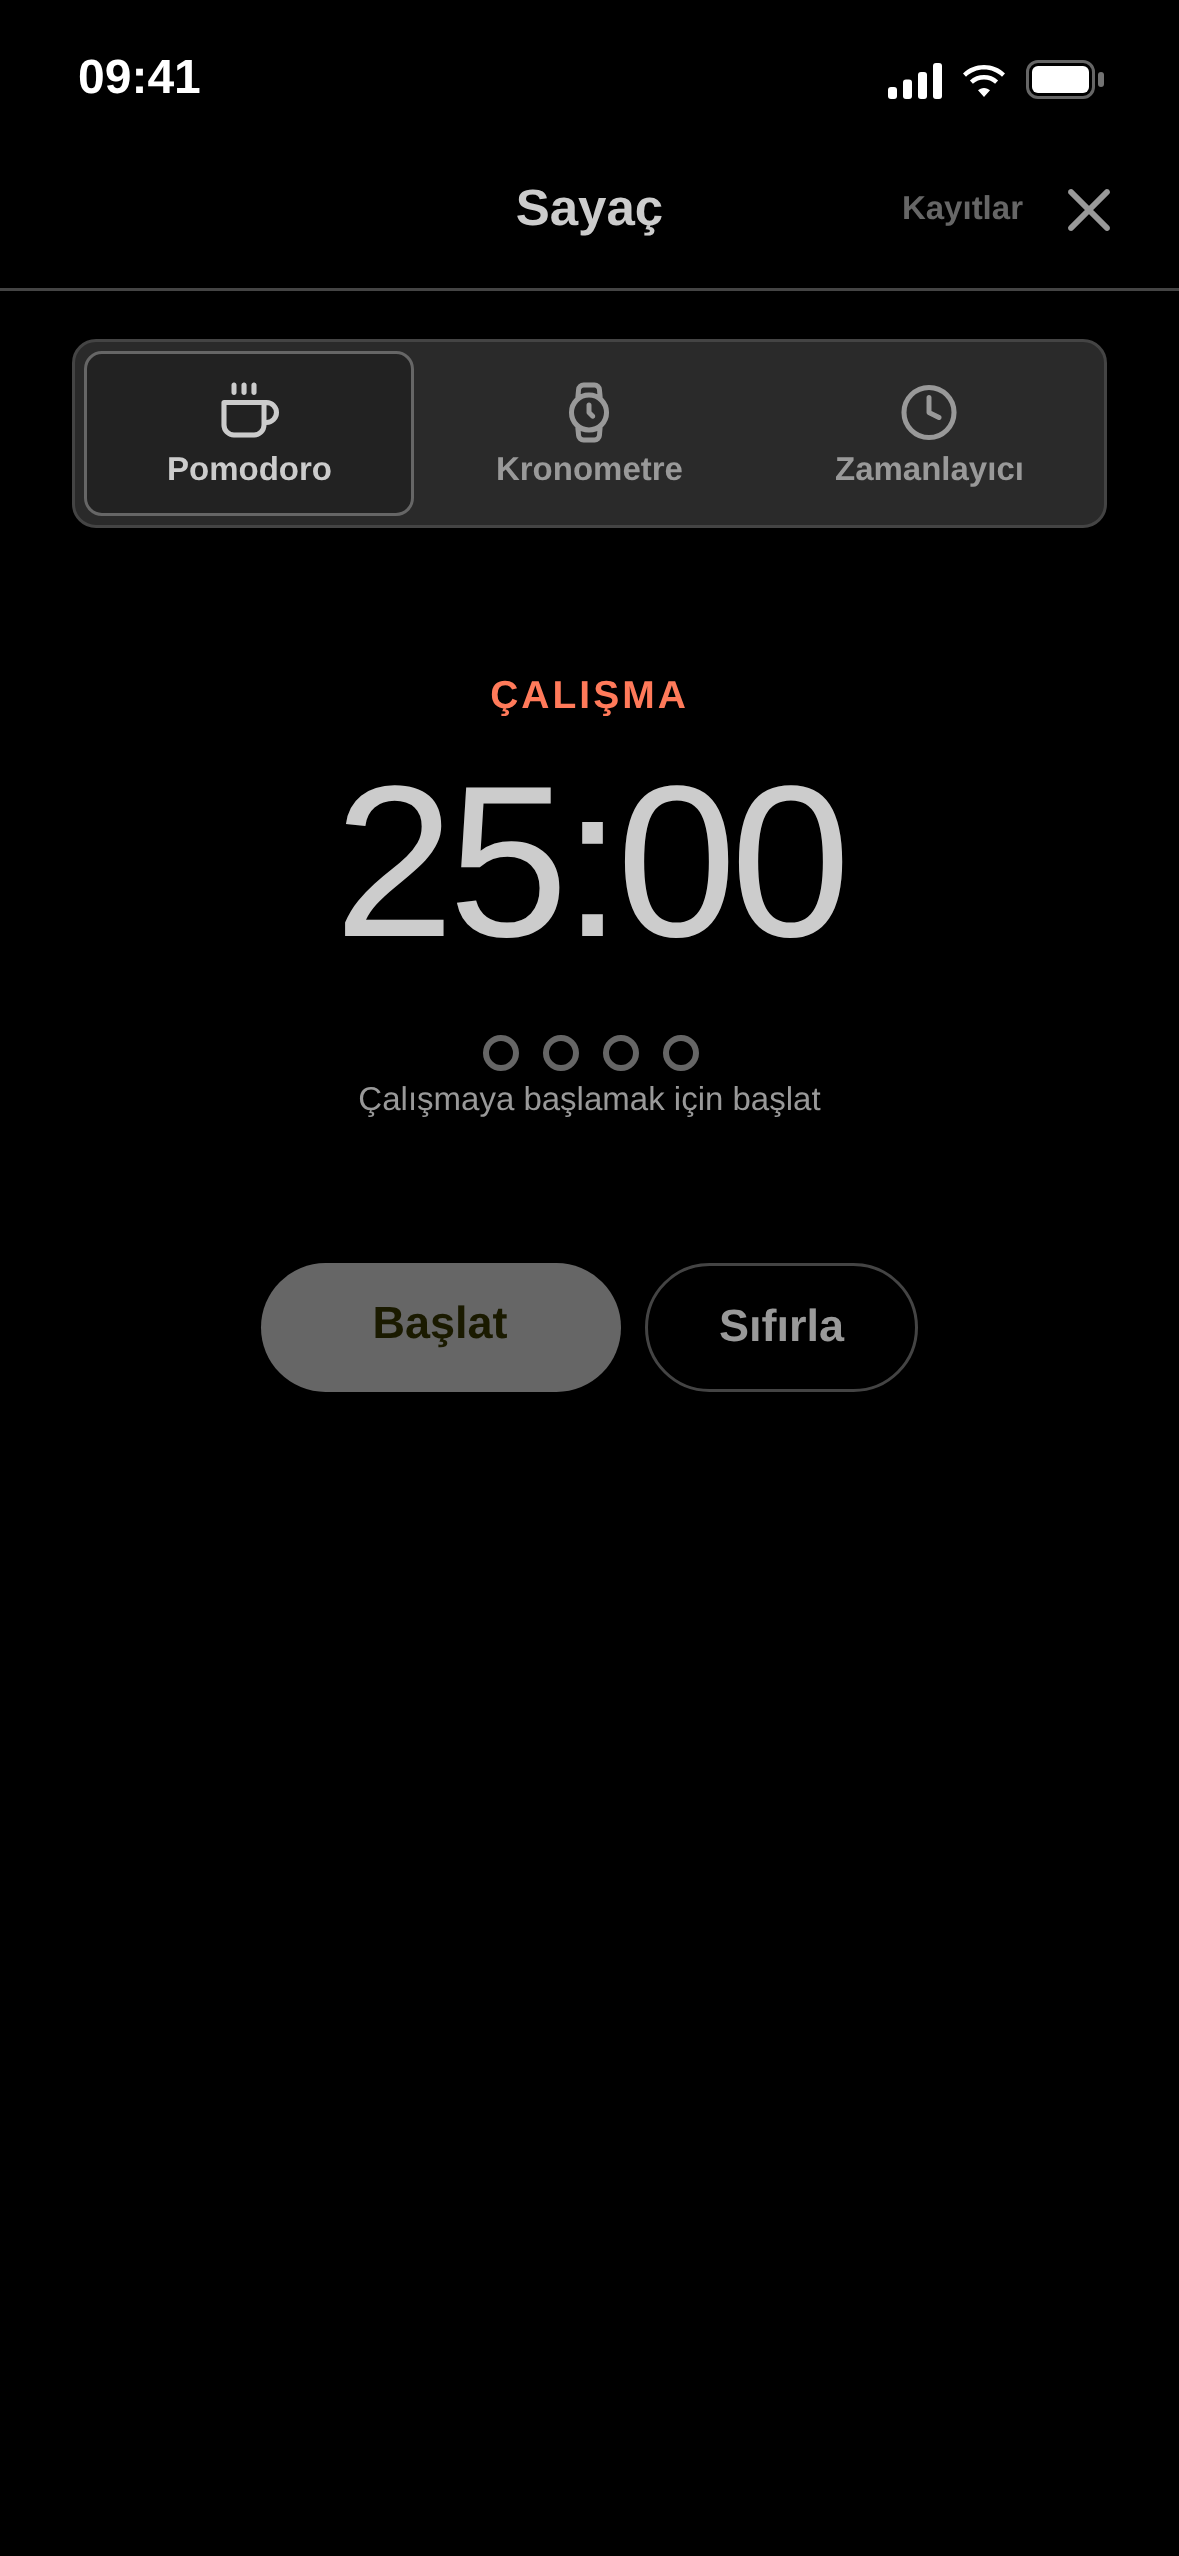 09:41
Sayaç
Kayıtlar
Pomodoro
Kronometre
Zamanlayıcı
ÇALIŞMA
25:00
Çalışmaya başlamak için başlat
Başlat
Sıfırla